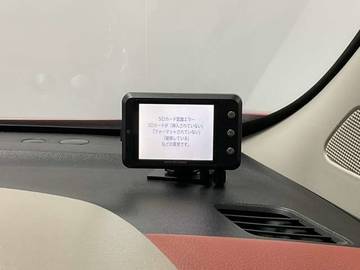 SDカード認識エラー
SDカードが「挿入されていない」
「フォーマットされていない」
「破損している」
などの異常です。